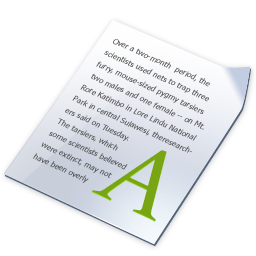 Over a two-month period, the
scientists used nets to trap three
furry, mouse-sized pygmy tarsiers
two males and one female -- on Mt.
Rore Katimbo in Lore Lindu National
Park in central Sulawesi, theresearch-
ers said on Tuesday.
The tarsiers, which
some scientists believed
were extinct, may not
have been overly
A